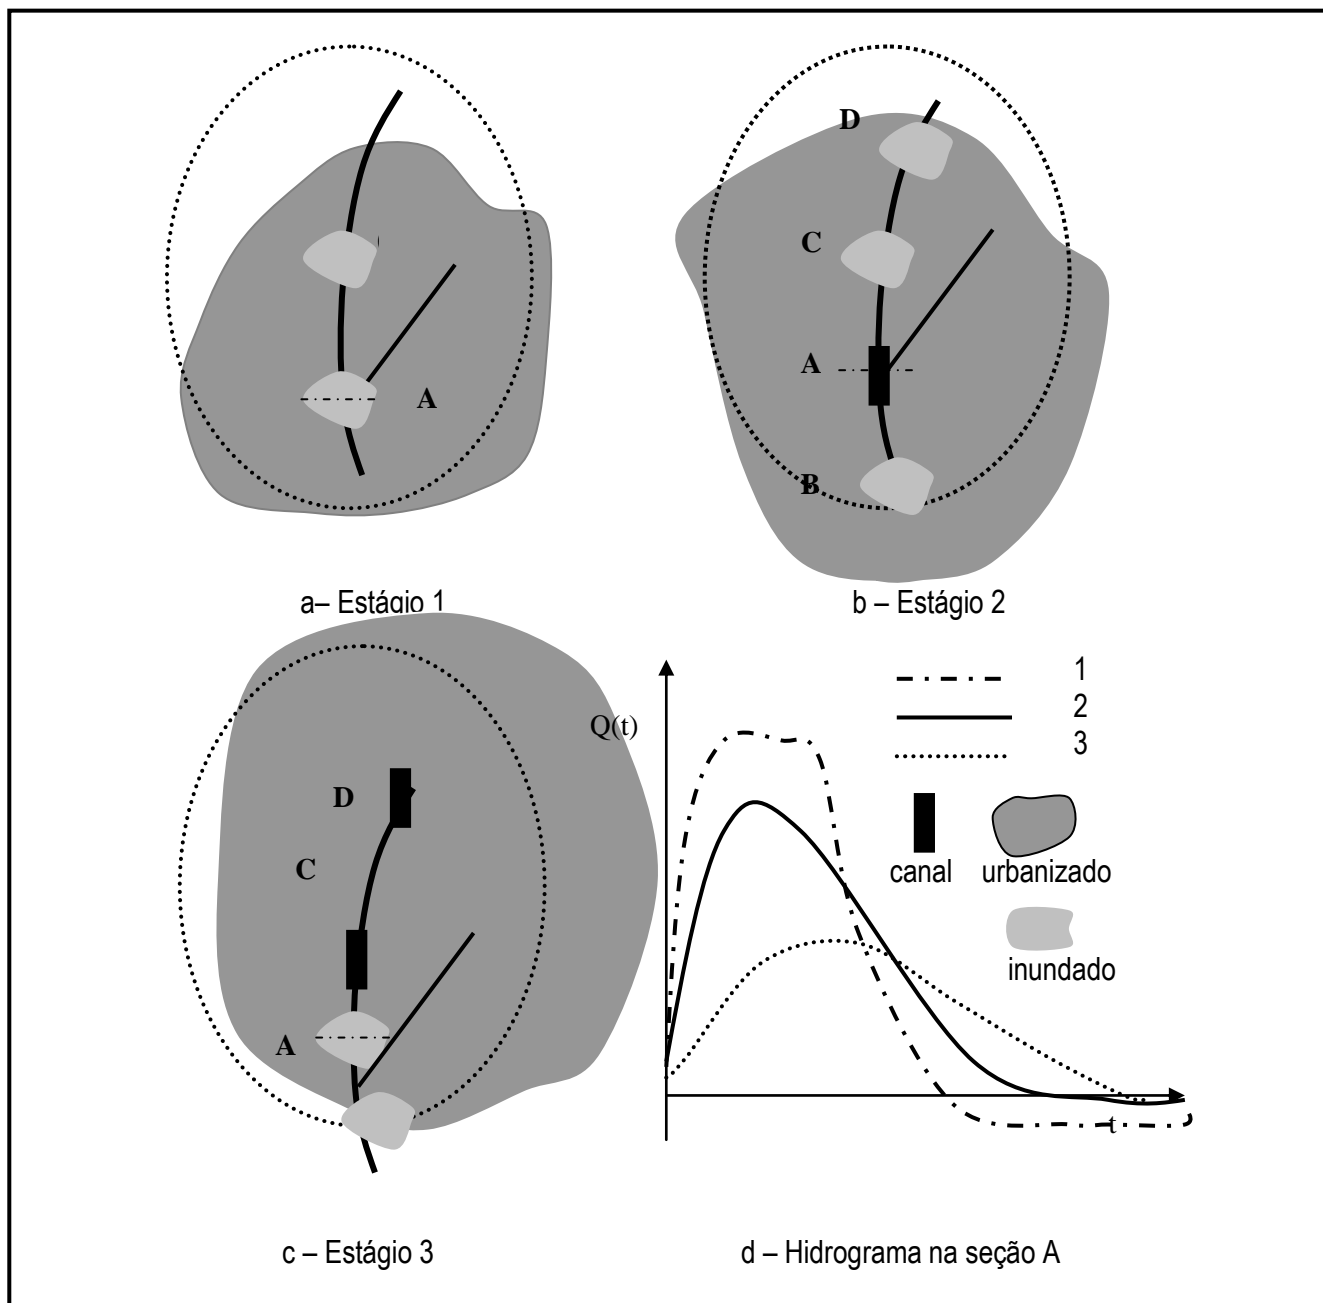 A
a– Estágio 1
D
C
A
B
b – Estágio 2
D
C
A
c – Estágio 3
Q(t)
1
2
3
canal
urbanizado
inundado
t
d – Hidrograma na seção A